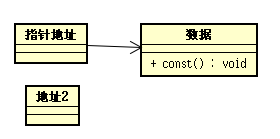 指针地址
数据
+ const() : void
地址2